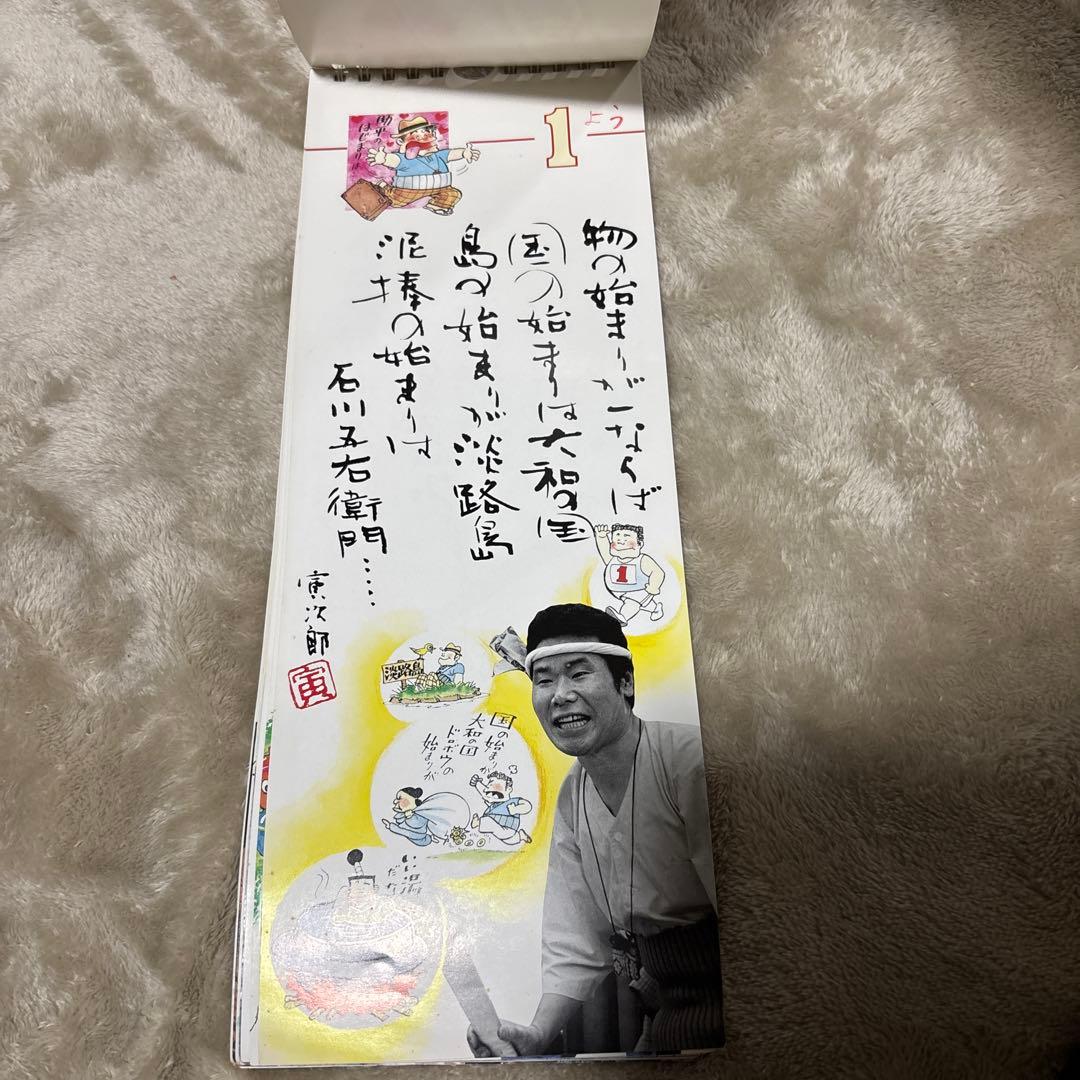 1
よう
物の始まりが一ならば
国の始まりは大和の国
島の始まりが淡路島
泥棒の始まりは
石川五右衛門……
寅次郎
寅
1
淡路島
国の始まりが
大和の国
ドロボウの
始まりが